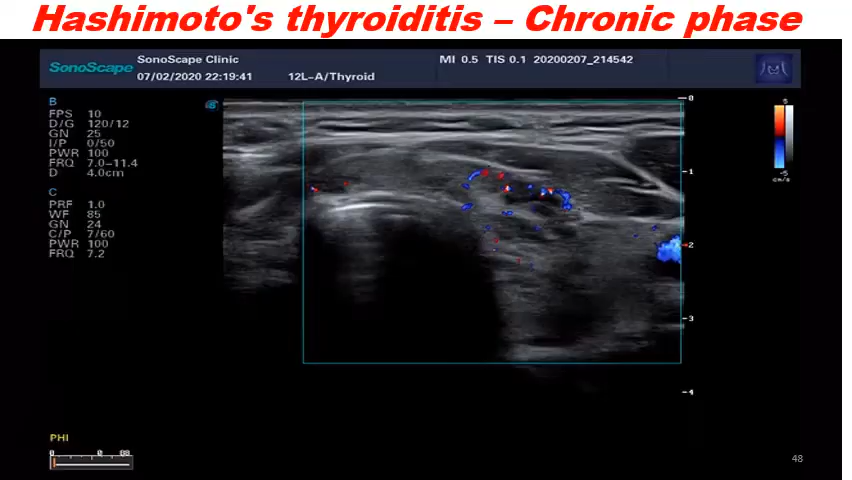 Hashimoto's thyroiditis – Chronic phase
SonoScape
SonoScape Clinic
07/02/2020 22:19:41
12L-A/Thyroid
MI 0.5 TIS 0.1 20200207_214542
B
FPS 10
D/G 120/12
GN 25
I/P 0/50
PWR 100
FRQ 7.0-11.4
D 4.0cm
C
PRF 1.0
WF 85
GN 24
C/P 7/60
PWR 100
FRQ 7.2
0
1
2
3
4
5
-5
cm/s
PHI
48